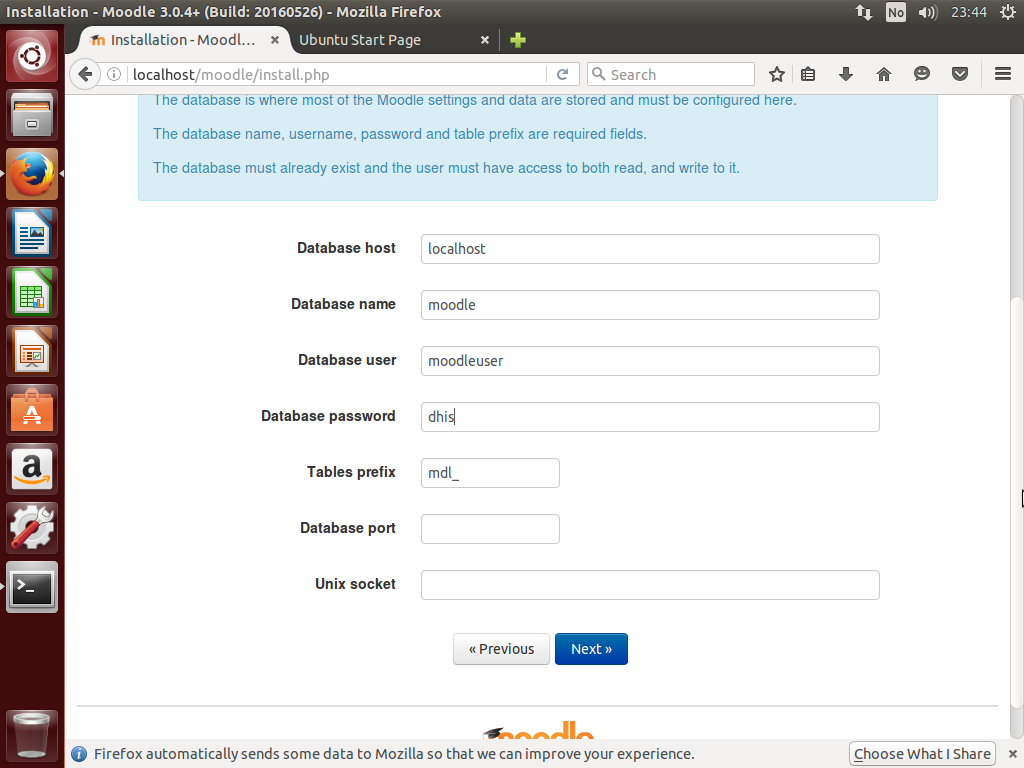 Installation - Moodle 3.0.4+ (Build: 20160526) - Mozilla Firefox
No
23:44
Installation - Moodl...
Ubuntu Start Page
localhost/moodle/install.php
Search
The database is where most of the Moodle settings and data are stored and must be configured here.
The database name, username, password and table prefix are required fields.
The database must already exist and the user must have access to both read, and write to it.
Database host
localhost
Database name
moodle
Database user
moodleuser
Database password
dhis
Tables prefix
mdl_
Database port
Unix socket
« Previous
Next »
moodle
Firefox automatically sends some data to Mozilla so that we can improve your experience.
Choose What I Share